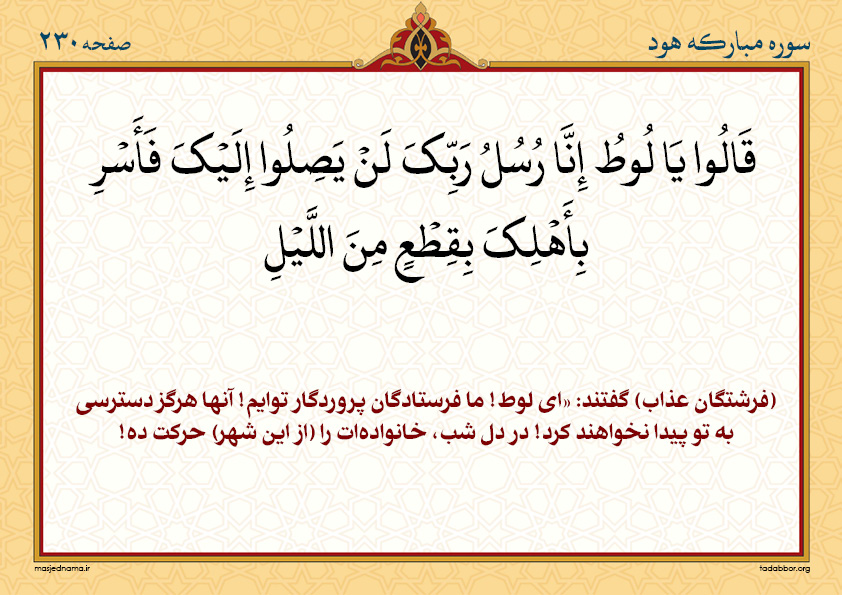 سوره مبارکه هود
صفحه ۲۳۰
قَالُوا يَا لُوطُ إِنَّا رُسُلُ رَبِّكَ لَنْ يَصِلُوا إِلَيْكَ فَأَسْرِ
بِأَهْلِكَ بِقِطْعٍ مِنَ اللَّيْلِ
(فرشتگان عذاب) گفتند: «ای لوط! ما فرستادگان پروردگار توایم! آنها هرگز دسترسی
به تو پیدا نخواهند کرد! در دل شب، خانواده‌ات را (از این شهر) حرکت ده!
masjednama.ir
tadabbor.org